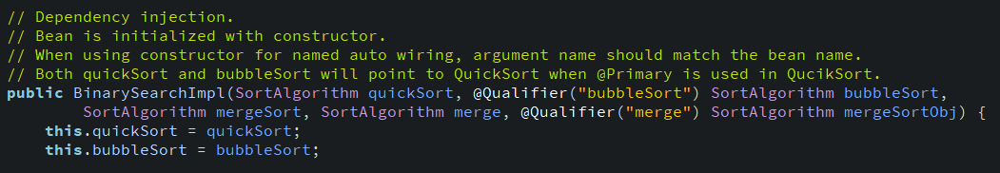 // Dependency injection.
// Bean is initialized with constructor.
// When using constructor for named auto wiring, argument name should match the bean name.
// Both quickSort and bubbleSort will point to QuickSort when @Primary is used in QucikSort.
public BinarySearchImpl(SortAlgorithm quickSort, @Qualifier("bubbleSort") SortAlgorithm bubbleSort,
        SortAlgorithm mergeSort, SortAlgorithm merge, @Qualifier("merge") SortAlgorithm mergeSortObj) {
    this.quickSort = quickSort;
    this.bubbleSort = bubbleSort;